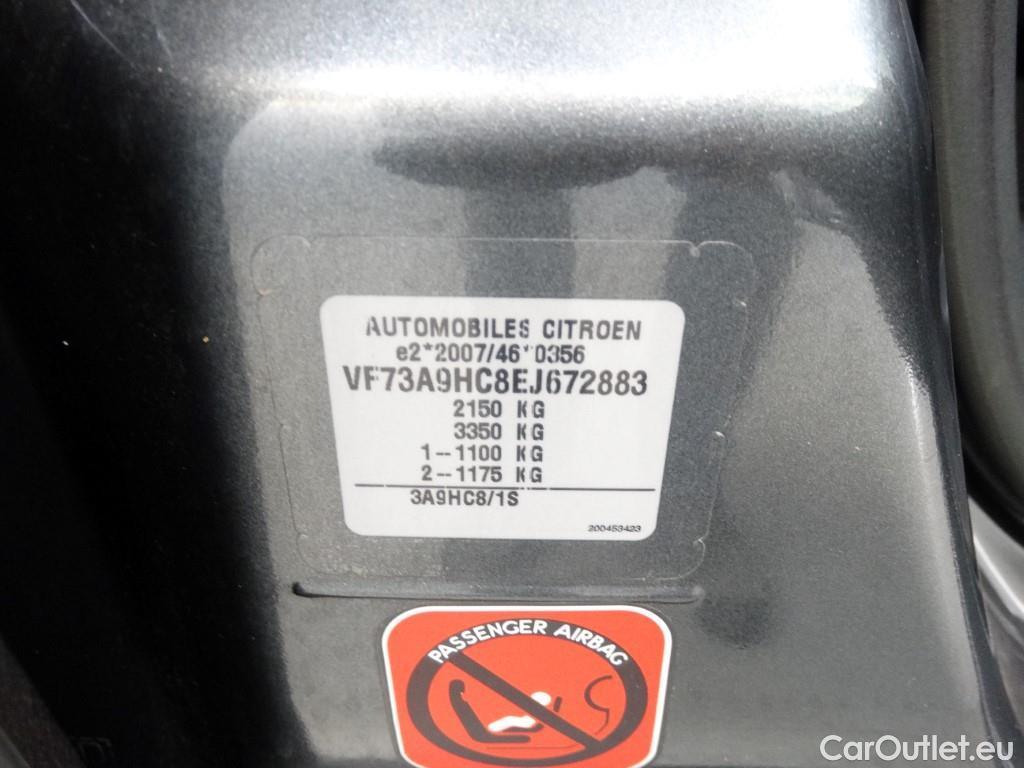 AUTOMOBILES CITROEN
e2*2007/46*0356
VF73A9HC8EJ672883
2150 KG
3350 KG
1--1100 KG
2--1175 KG
3A9HC8/1S
200453423
PASSENGER AIRBAG
CarOutlet.eu